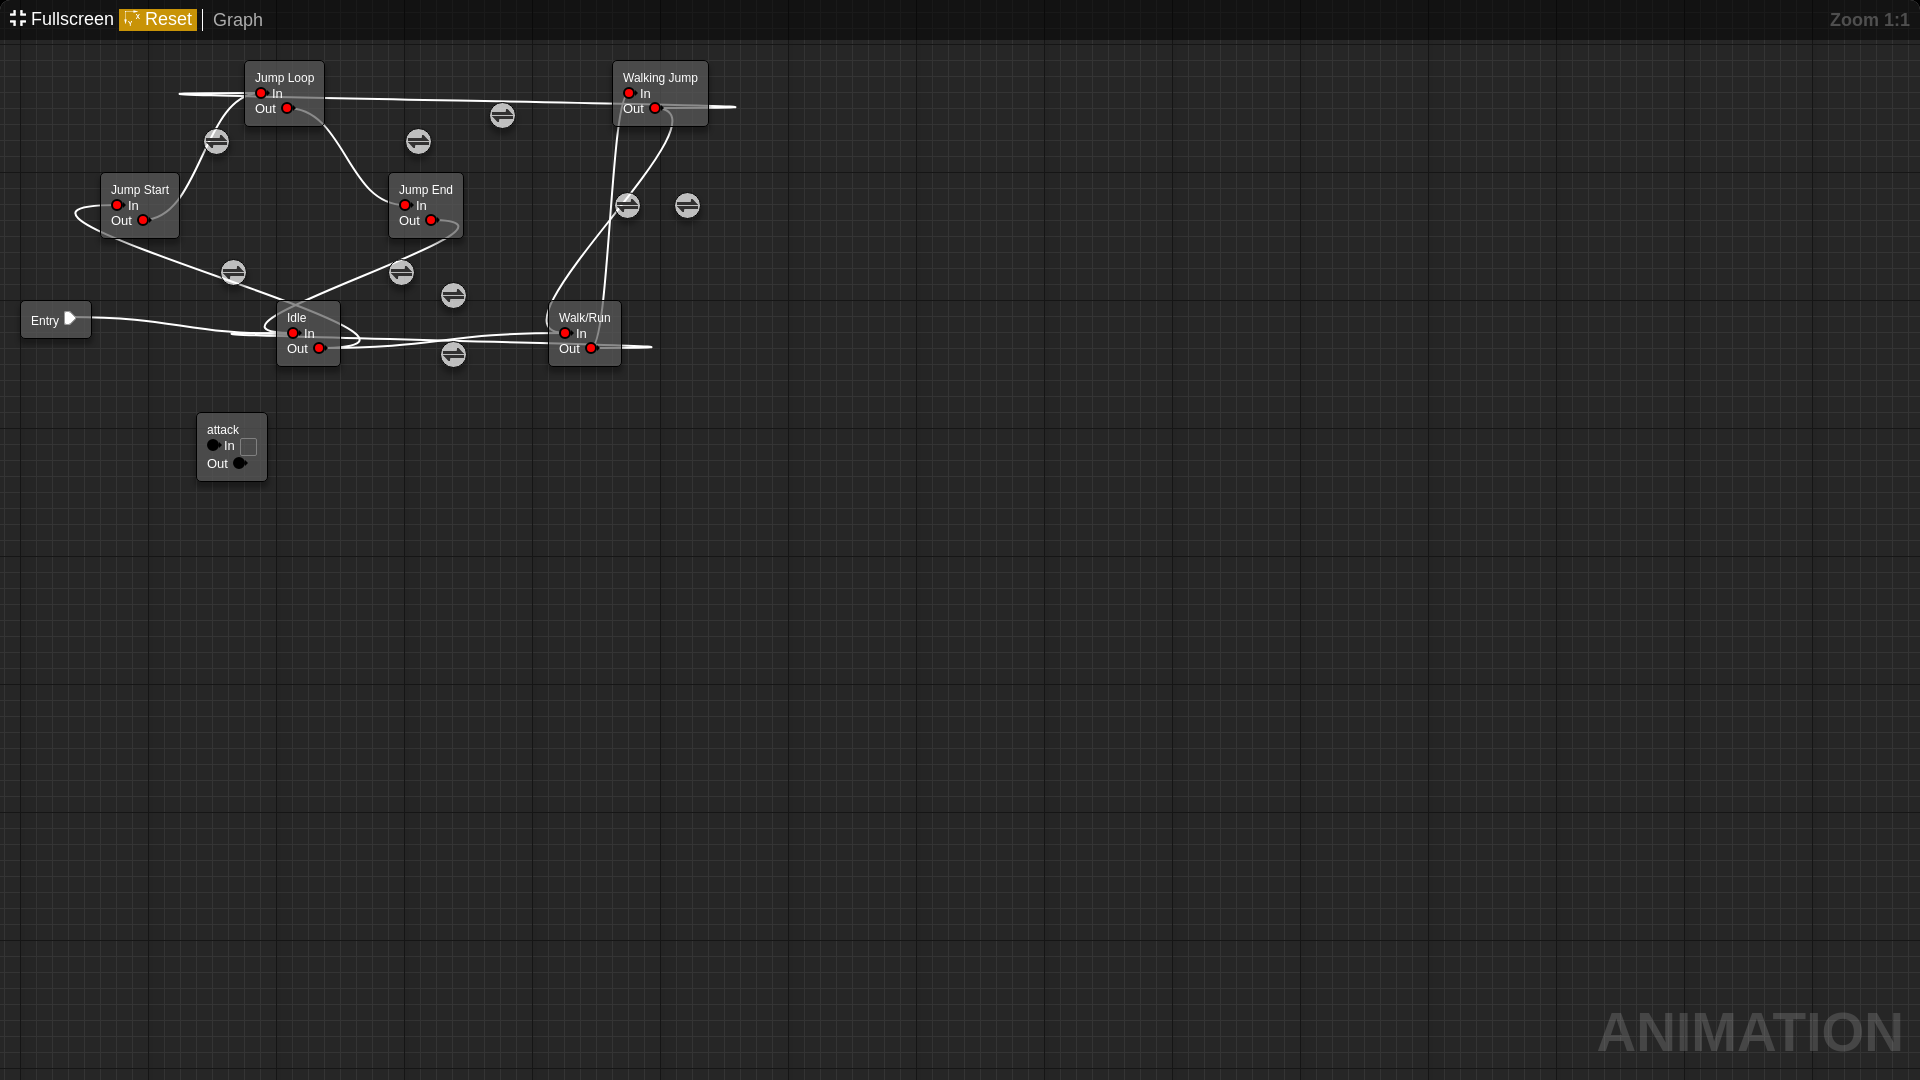 Fullscreen Reset Graph Zoom 1:1
Jump Loop
In
Out
Walking Jump
In
Out
Jump Start
In
Out
Jump End
In
Out
Entry
Idle
In
Out
Walk/Run
In
Out
attack
In
Out
ANIMATION